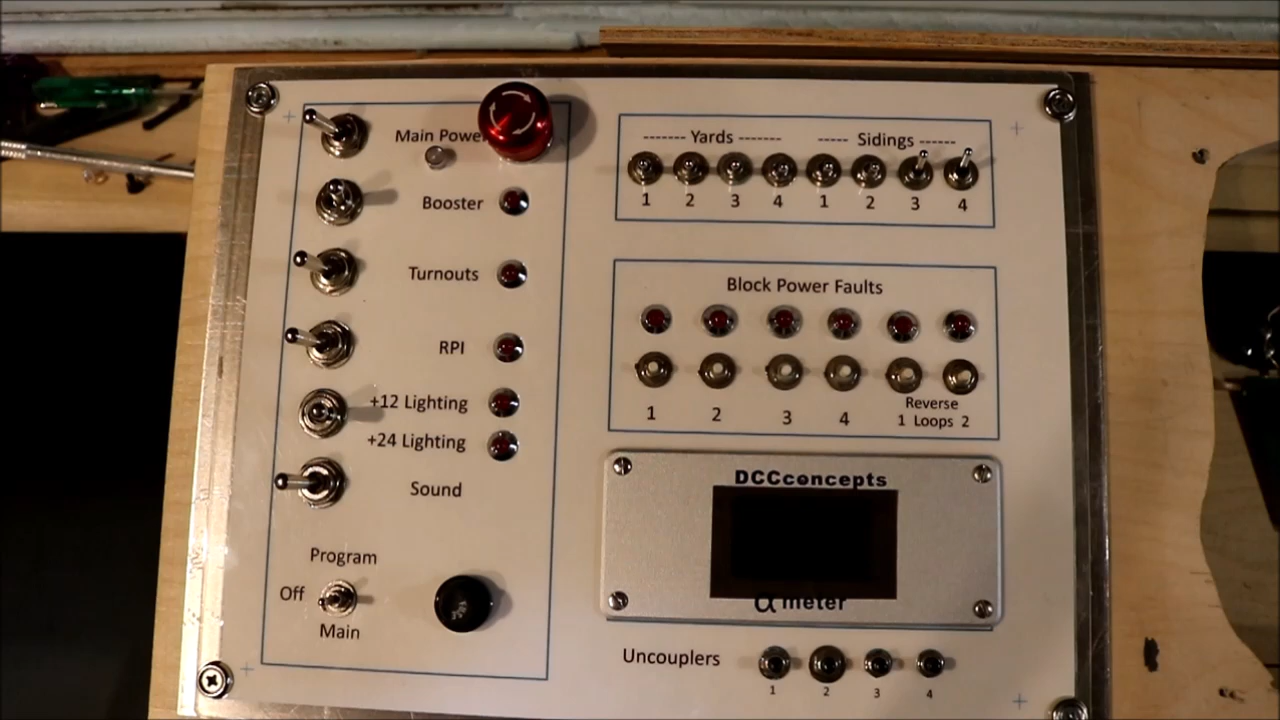 Main Power
Booster
Turnouts
RPI
+12 Lighting
+24 Lighting
Sound
Program
Off
Main
------- Yards -------
----- Sidings ------
1 2 3 4 1 2 3 4
Block Power Faults
1 2 3 4
Reverse
1 Loops 2
DCCconcepts
α meter
Uncouplers
1 2 3 4